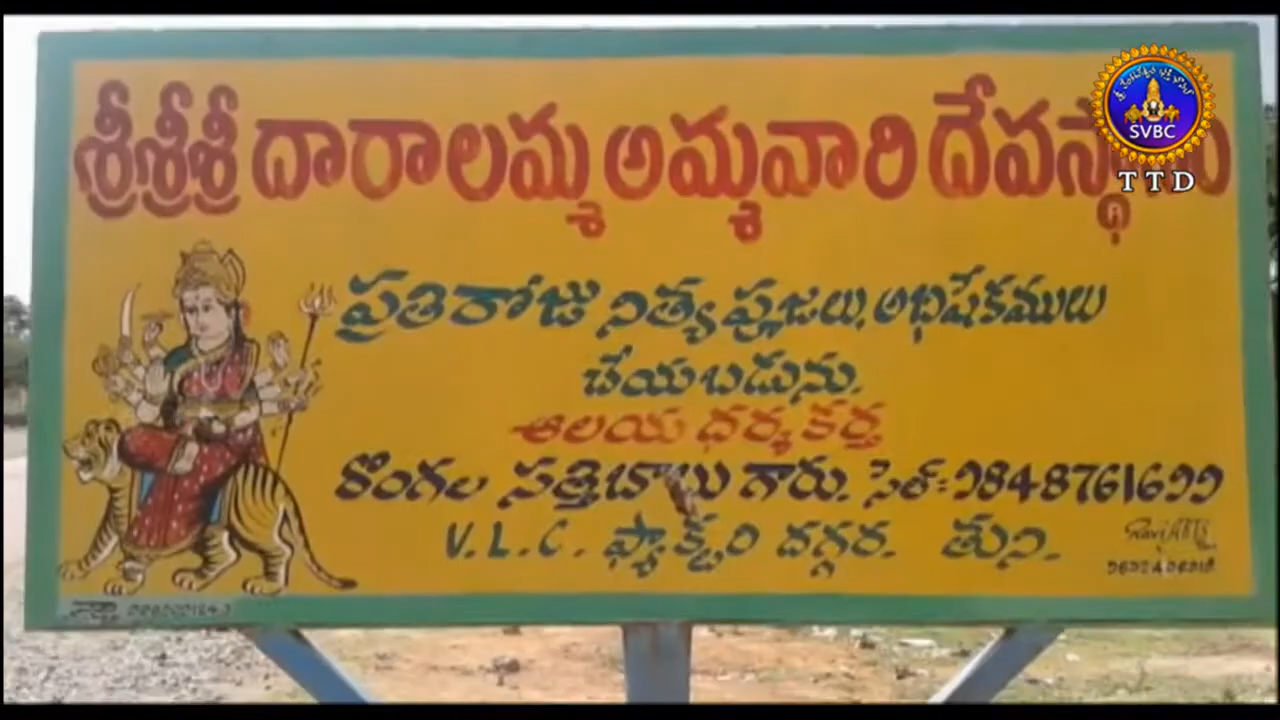 శ్రీశ్రీశ్రీ దారాలమ్మ అమ్మవారి దేవస్థానం
ప్రతిరోజు నిత్య పూజలు, అభిషేకములు
చేయబడును.
ఆలయ ధర్మకర్త
కొంగల సత్తిబాబు గారు. సెల్: 9848761699
V.L.C. ఫ్యాక్టరి దగ్గర. తుని.
SVBC
TTD